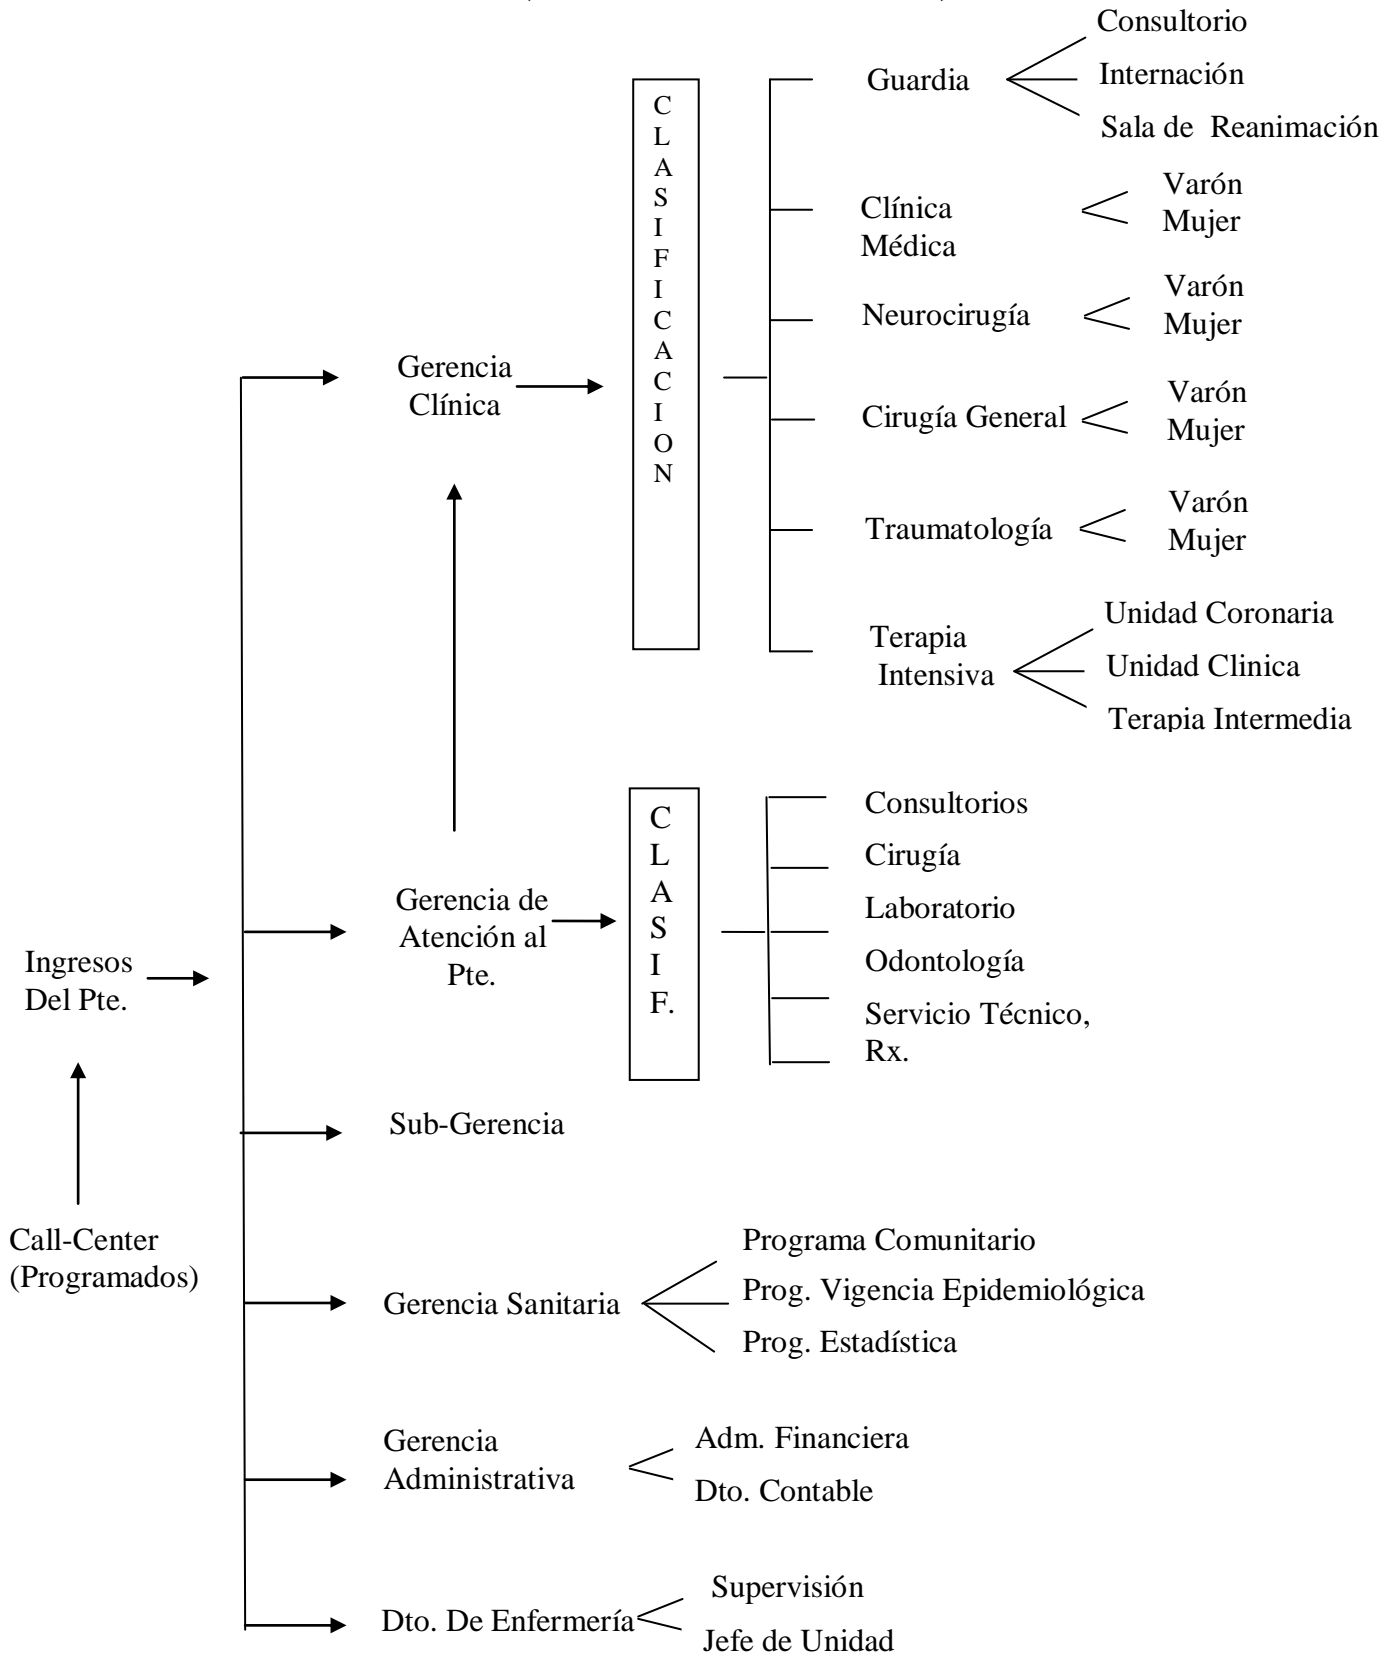 Consultorio
Guardia
Internación
Sala de Reanimación
CLASIFICACION
Clínica
Médica
Varón
Mujer
Neurocirugía
Varón
Mujer
Gerencia
Clínica
Cirugía General
Varón
Mujer
Traumatología
Varón
Mujer
Terapia
Intensiva
Unidad Coronaria
Unidad Clinica
Terapia Intermedia
Gerencia de
Atención al
Pte.
CLASIF.
Consultorios
Cirugía
Laboratorio
Odontología
Servicio Técnico,
Rx.
Ingresos
Del Pte.
Sub-Gerencia
Call-Center
(Programados)
Gerencia Sanitaria
Programa Comunitario
Prog. Vigencia Epidemiológica
Prog. Estadística
Gerencia
Administrativa
Adm. Financiera
Dto. Contable
Dto. De Enfermería
Supervisión
Jefe de Unidad